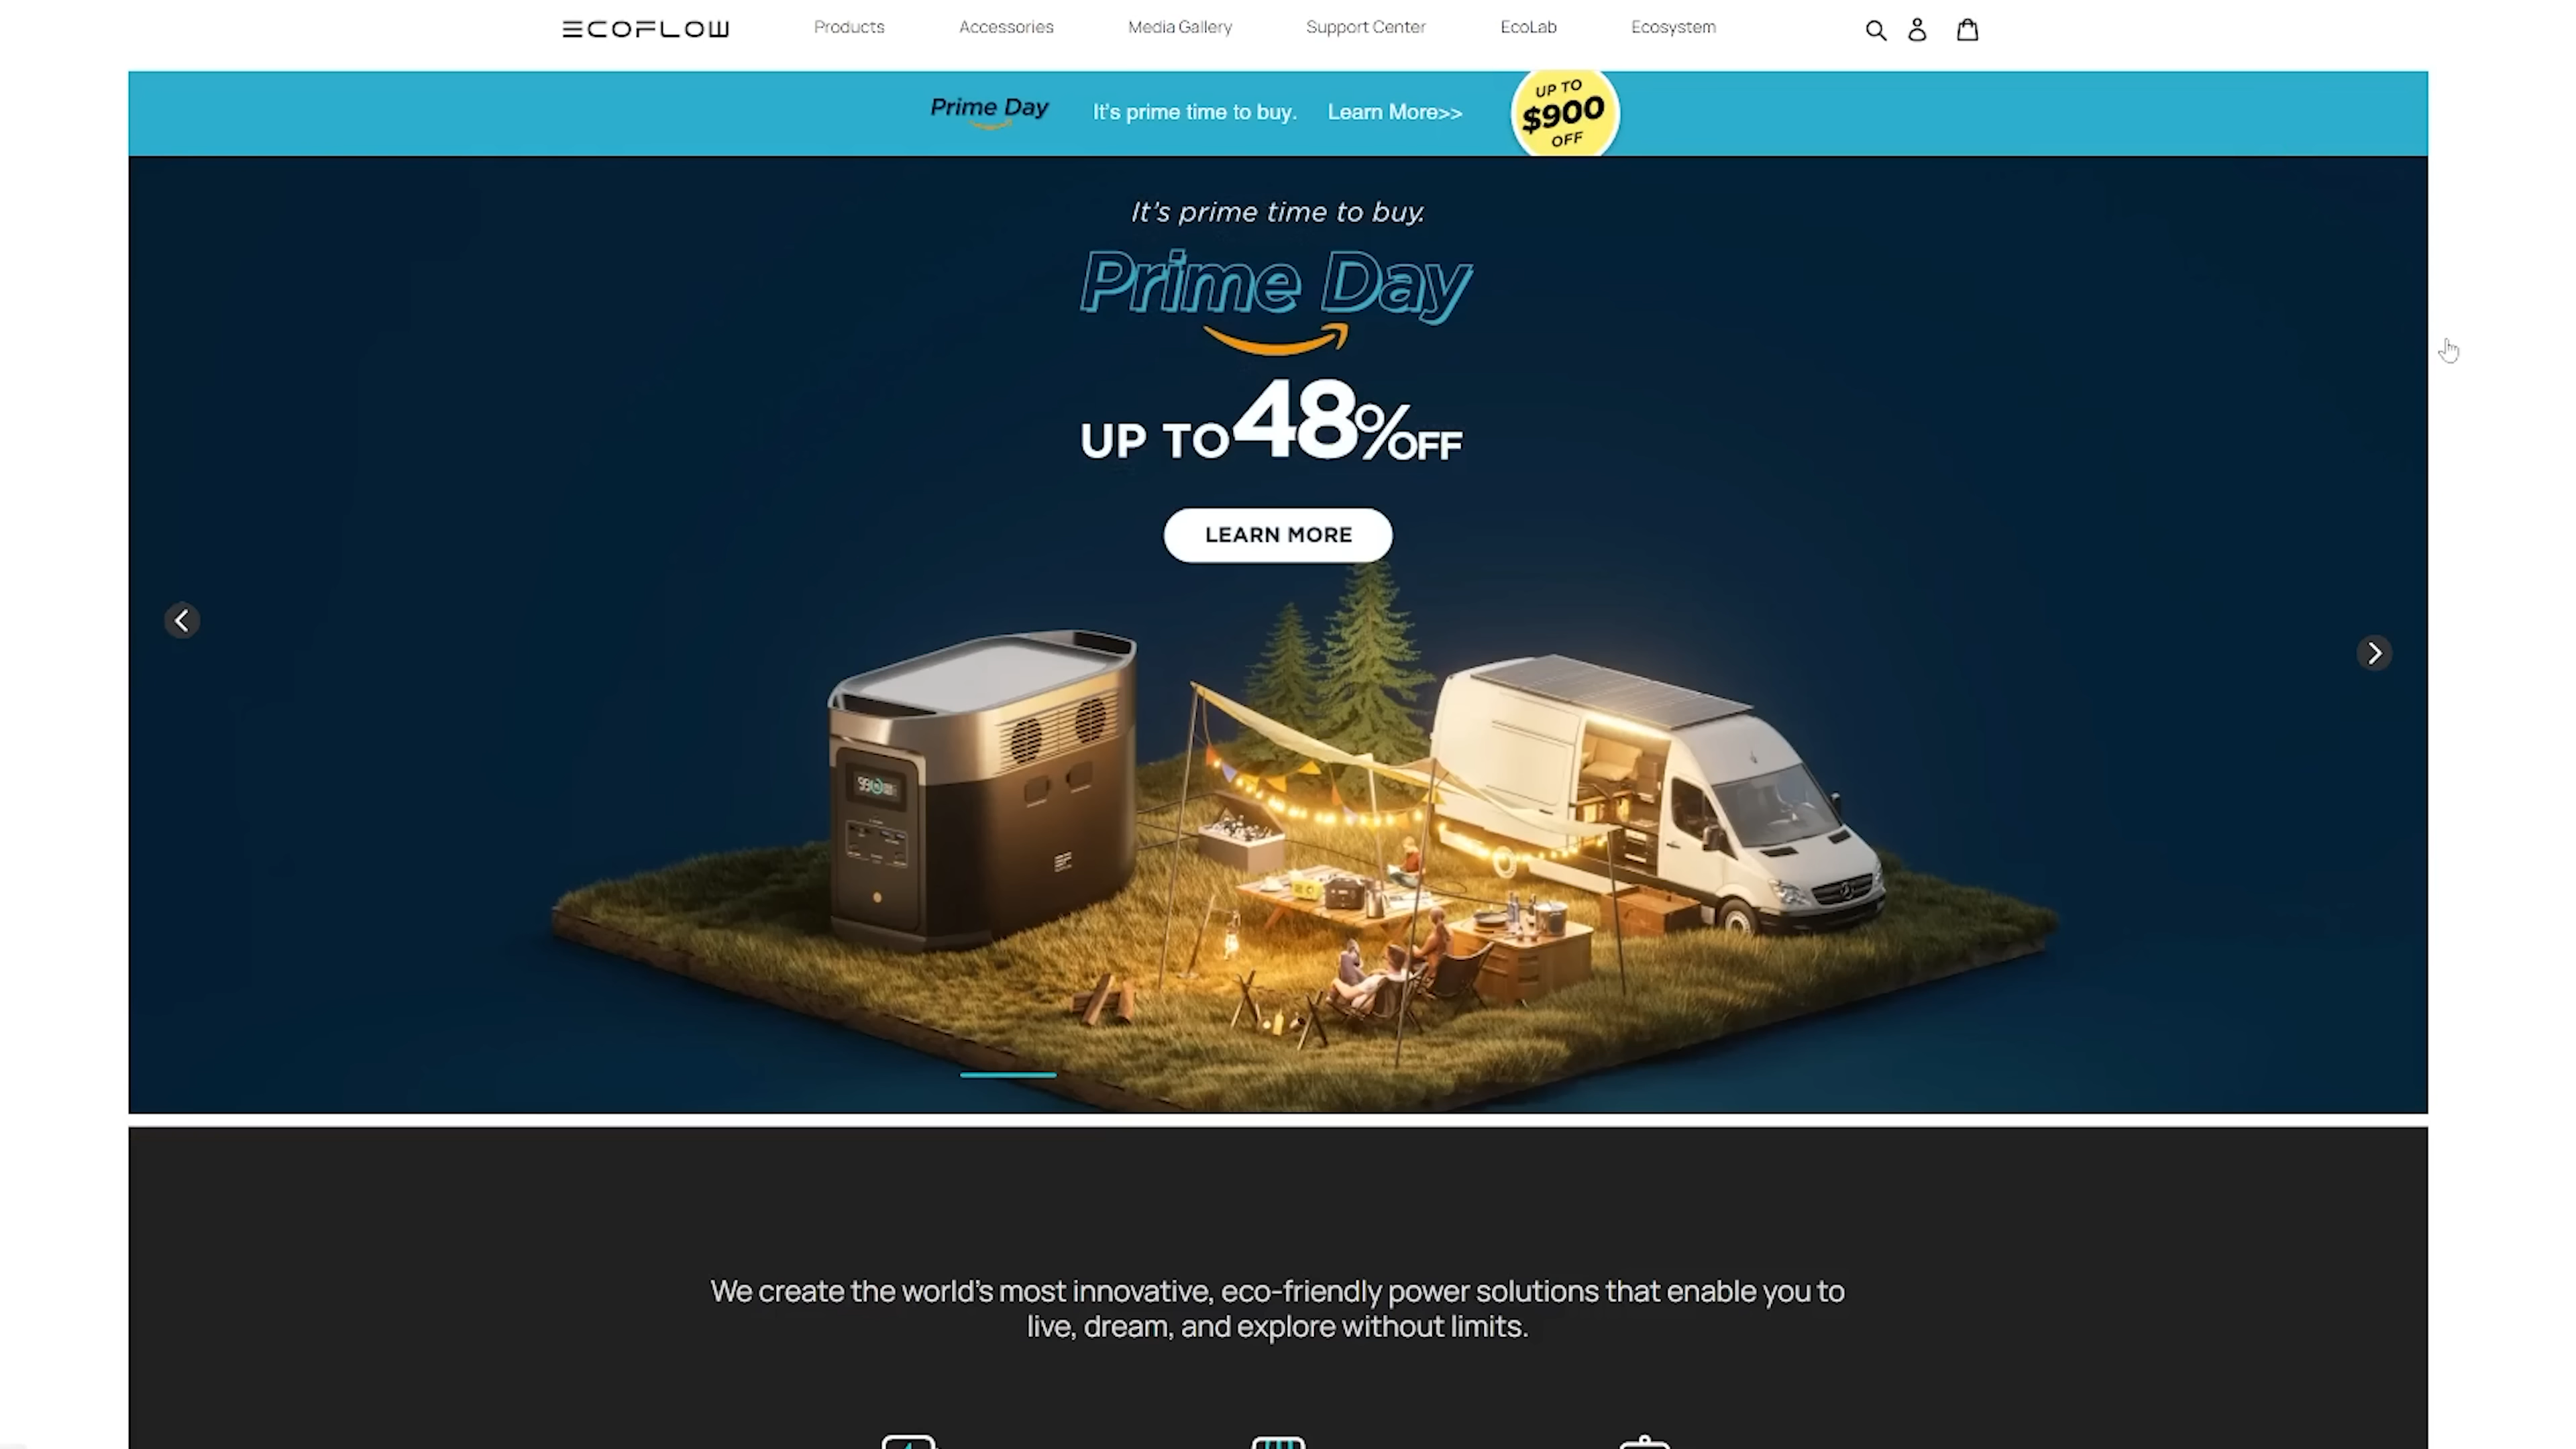 ECOFLOW
Products
Accessories
Media Gallery
Support Center
EcoLab
Ecosystem
Prime Day
It's prime time to buy.
Learn More>>
UP TO
$900
OFF
It's prime time to buy.
Prime Day
UP TO 48%OFF
LEARN MORE
We create the world's most innovative, eco-friendly power solutions that enable you to
live, dream, and explore without limits.